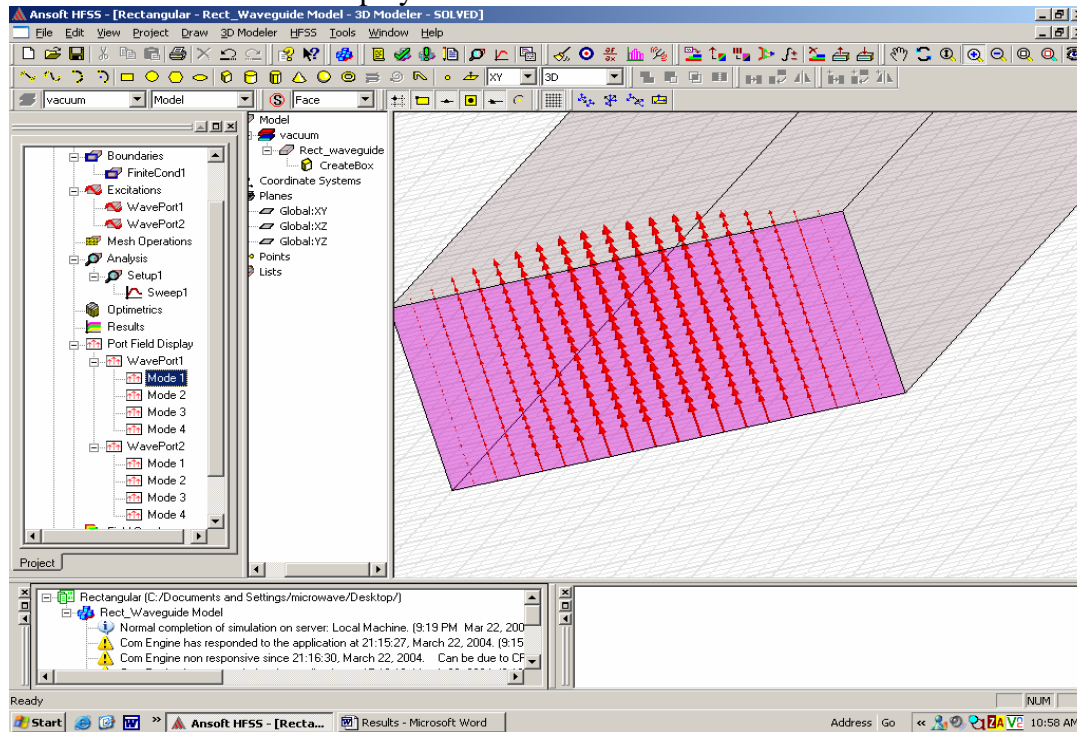 Ansoft HFSS - [Rectangular - Rect_Waveguide Model - 3D Modeler - SOLVED]
File Edit View Project Draw 3D Modeler HFSS Tools Window Help
XY 3D
vacuum Model Face
Boundaries
FiniteCond1
Excitations
WavePort1
WavePort2
Mesh Operations
Analysis
Setup1
Sweep1
Optimetrics
Results
Port Field Display
WavePort1
Mode 1
Mode 2
Mode 3
Mode 4
WavePort2
Mode 1
Mode 2
Mode 3
Mode 4
Project
Model
vacuum
Rect_waveguide
CreateBox
Coordinate Systems
Planes
Global:XY
Global:XZ
Global:YZ
Points
Lists
Rectangular (C:/Documents and Settings/microwave/Desktop/)
Rect_Waveguide Model
Normal completion of simulation on server: Local Machine. (9:19 PM Mar 22, 200
Com Engine has responded to the application at 21:15:27, March 22, 2004. (9:15
Com Engine non responsive since 21:16:30, March 22, 2004. Can be due to CF
Ready NUM
Start Ansoft HFSS - [Recta... Results - Microsoft Word Address Go 10:58 AM